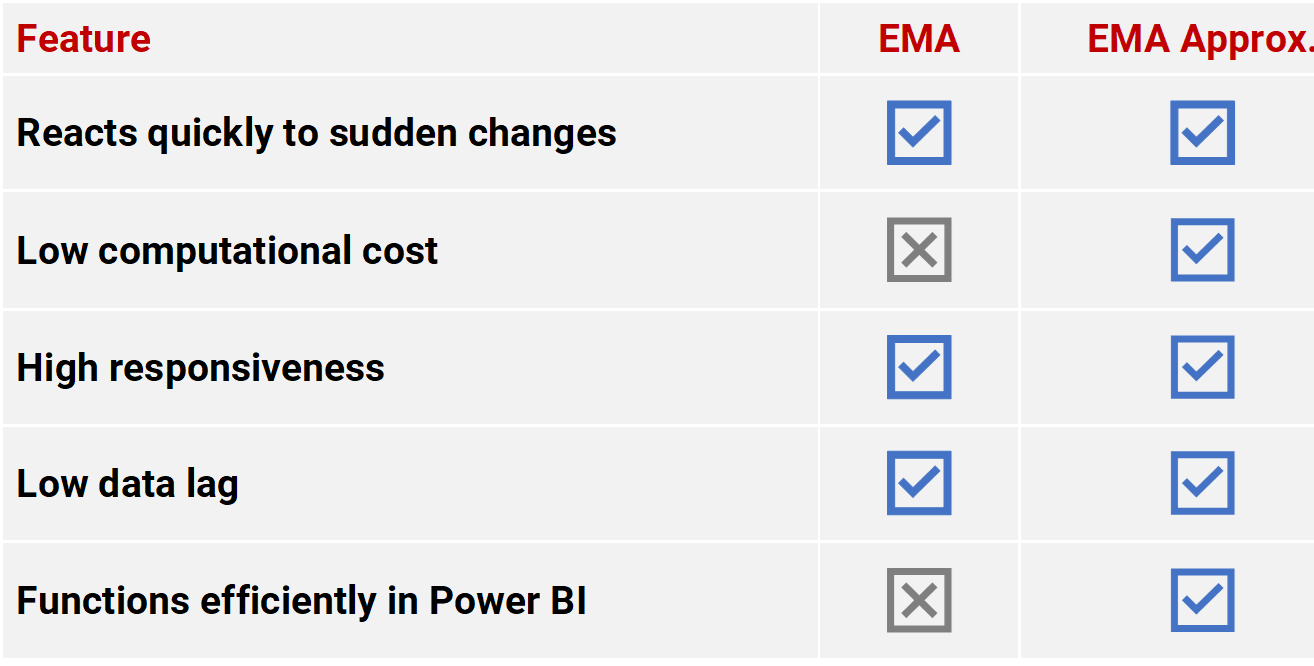 Feature EMA EMA Approx.
Reacts quickly to sudden changes
Low computational cost
High responsiveness
Low data lag
Functions efficiently in Power BI